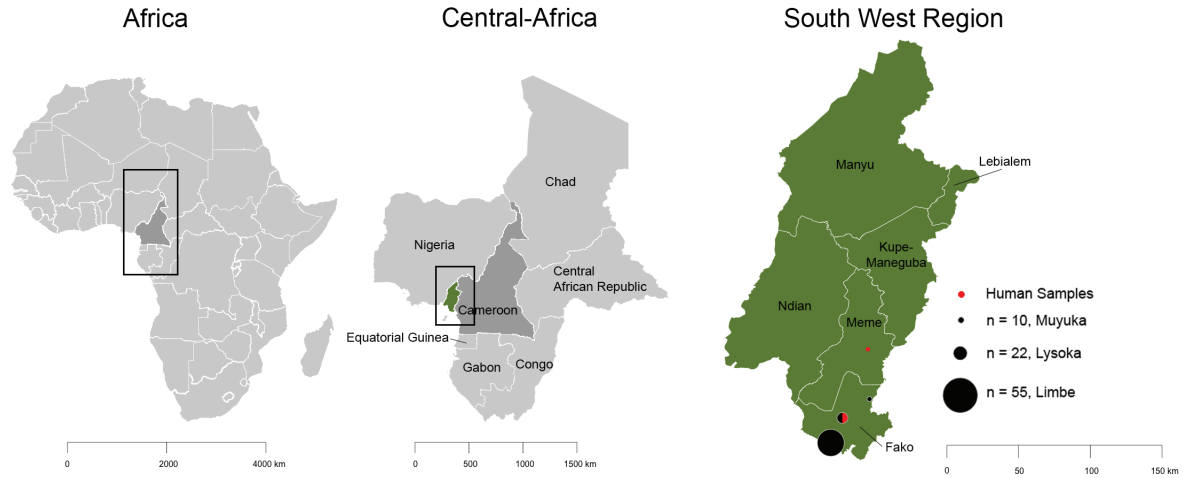 Africa
Central-Africa
South West Region
Chad
Nigeria
Central
African Republic
Cameroon
Equatorial Guinea
Gabon
Congo
Manyu
Lebialem
Kupe-
Maneguba
Ndian
Meme
Fako
Human Samples
n = 10, Muyuka
n = 22, Lysoka
n = 55, Limbe
0
2000
4000 km
0
500
1000
1500 km
0
50
100
150 km